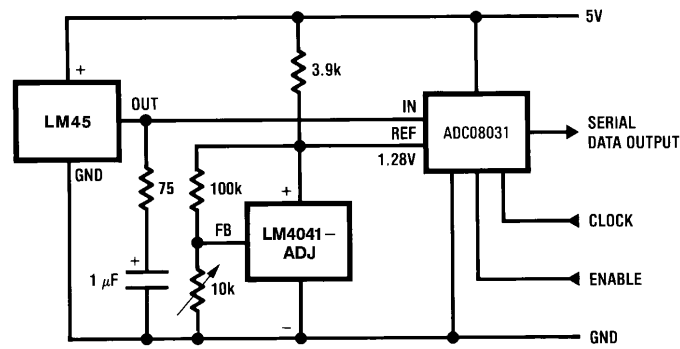 5V
+
3.9k
LM45
OUT
IN
ADC08031
REF
1.28V
SERIAL
DATA OUTPUT
GND
75
100k
+
LM4041–
ADJ
FB
CLOCK
+
1 μF
10k
ENABLE
–
GND